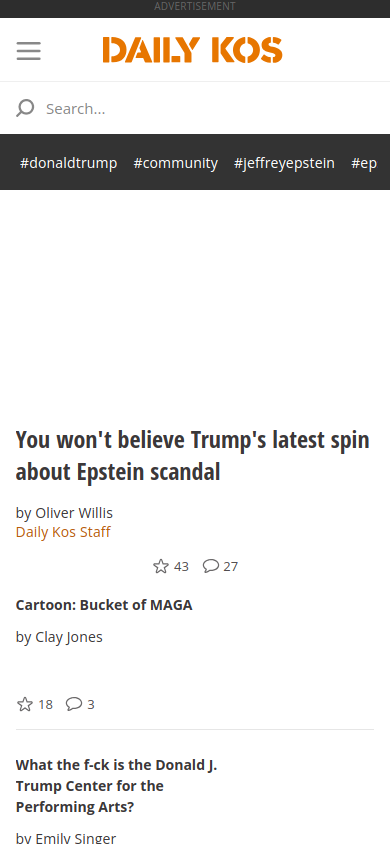 ADVERTISEMENT
DAILY KOS
Search...
#donaldtrump #community #jeffreyepstein #ep
You won't believe Trump's latest spin
about Epstein scandal
by Oliver Willis
Daily Kos Staff
43 27
Cartoon: Bucket of MAGA
by Clay Jones
18 3
What the f-ck is the Donald J.
Trump Center for the
Performing Arts?
by Emily Singer